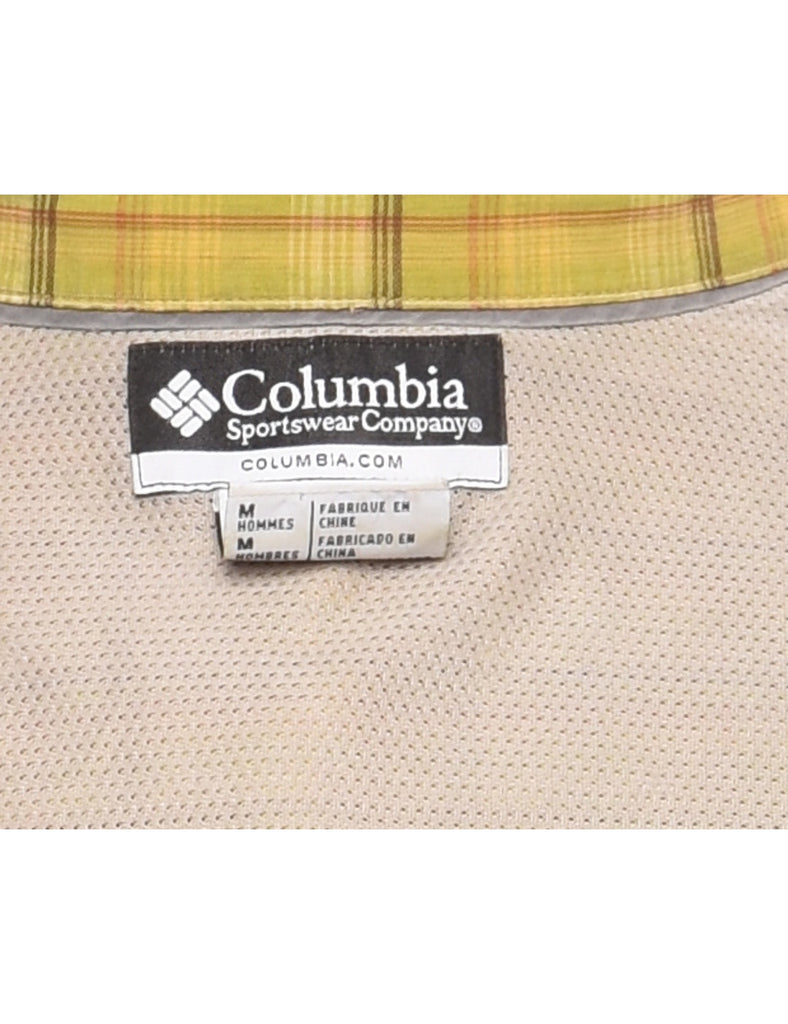 Columbia
Sportswear Company®
COLUMBIA.COM
M
HOMMES
FABRIQUE EN
CHINE
M
HOMBRES
FABRICADO EN
CHINA